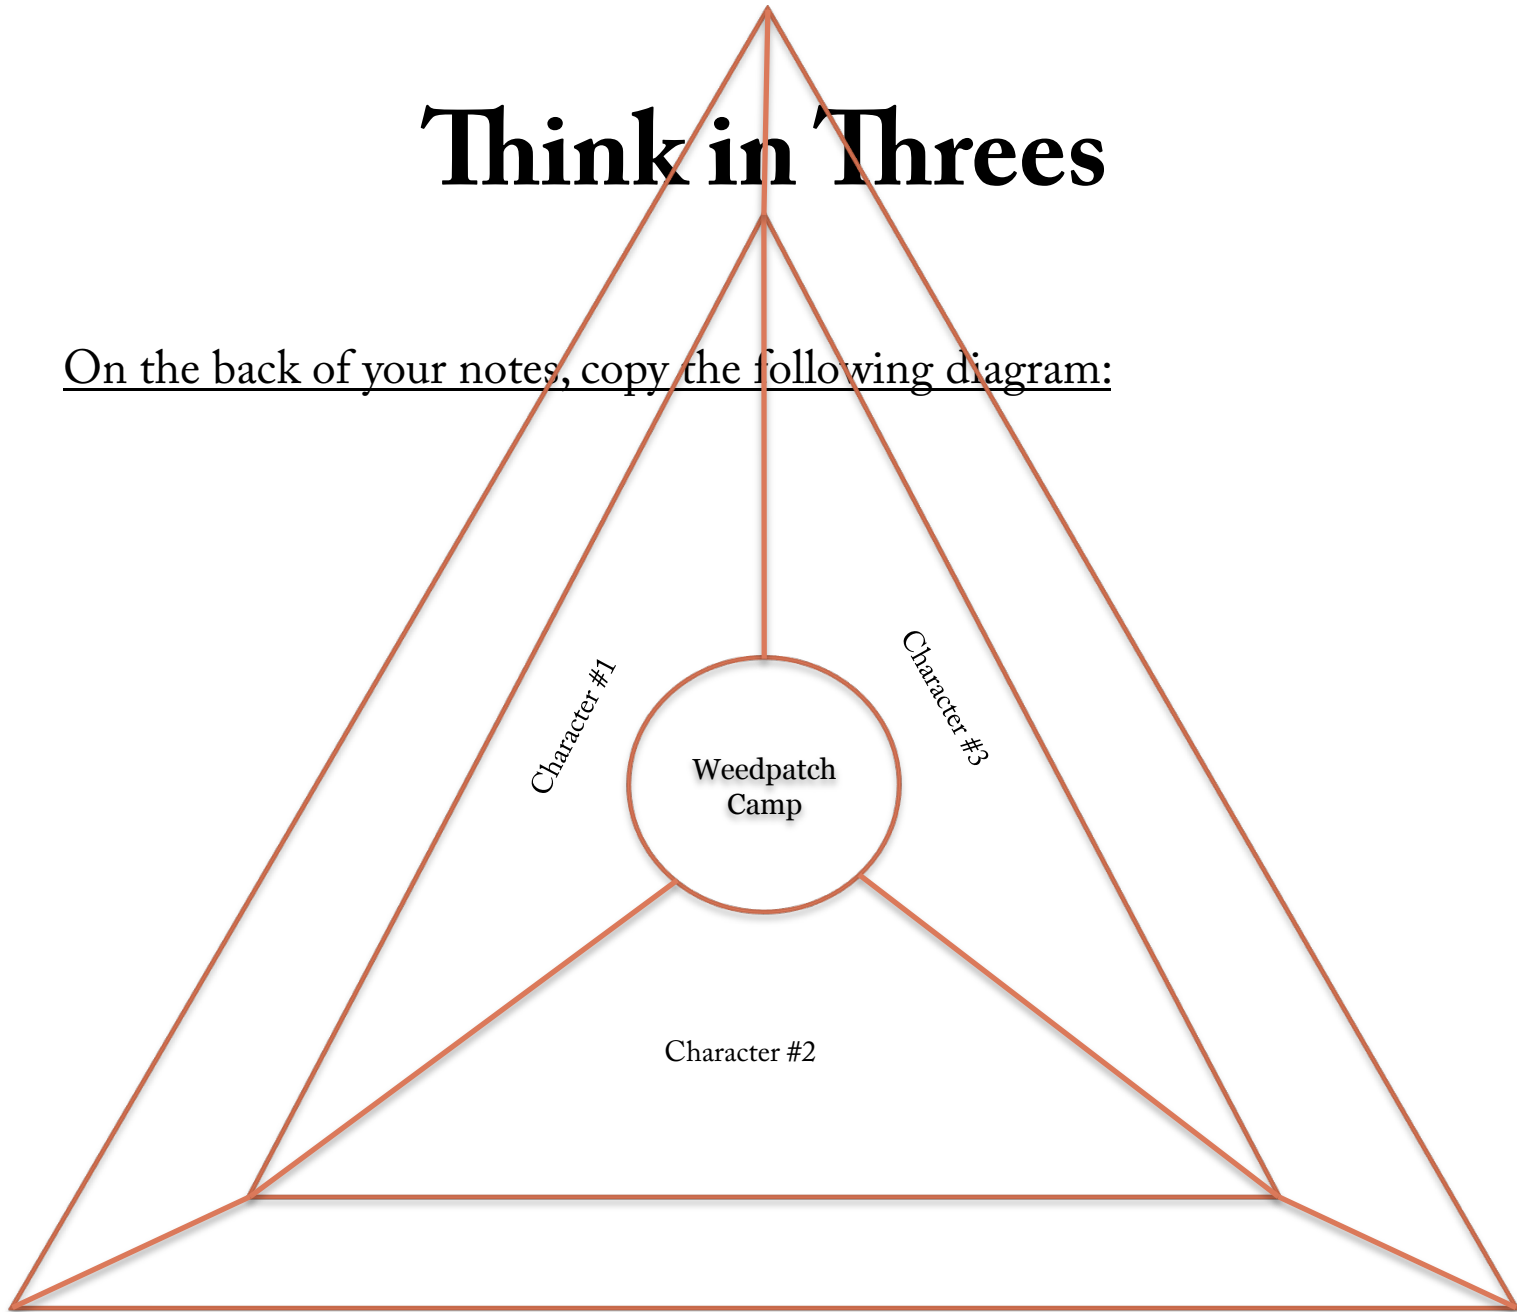 Think in Threes
On the back of your notes, copy the following diagram:
Character #1
Character #3
Weedpatch
Camp
Character #2